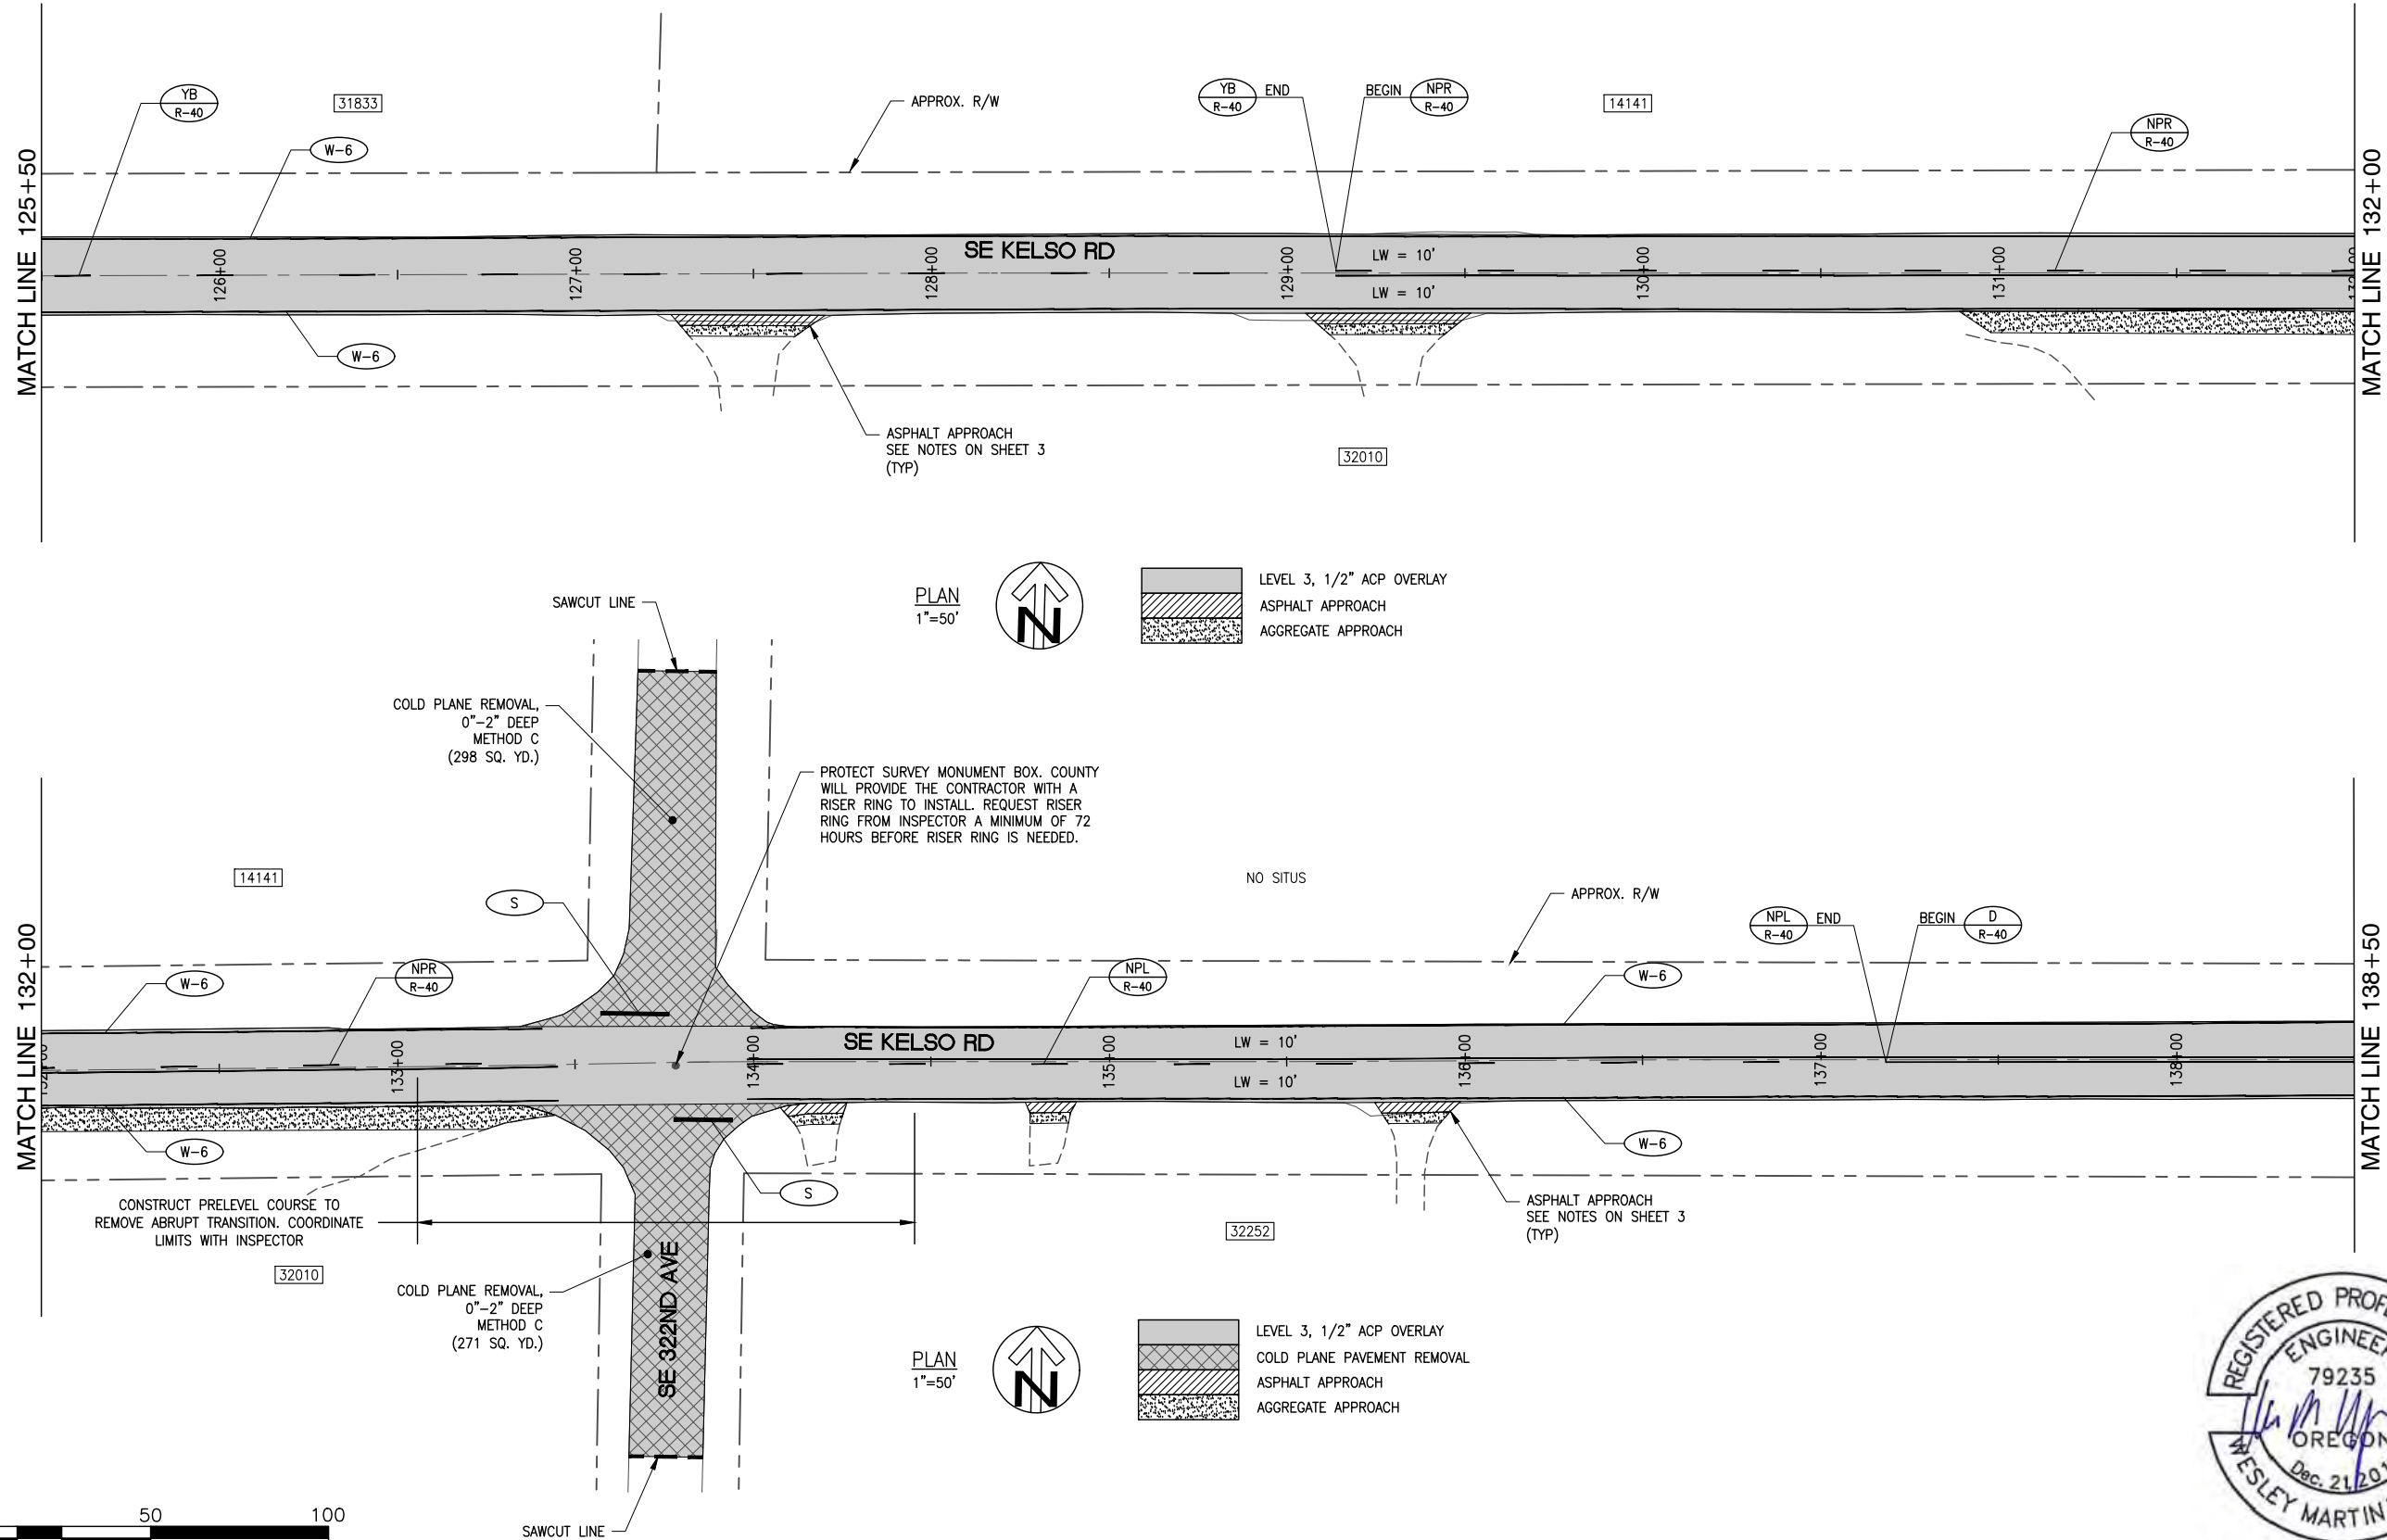 YB
R-40
31833
W-6
APPROX. R/W
YB
R-40
END
BEGIN
NPR
R-40
14141
NPR
R-40
MATCH LINE 125+50
MATCH LINE 132+00
126+00
127+00
128+00
SE KELSO RD
129+00
LW = 10'
LW = 10'
130+00
131+00
W-6
ASPHALT APPROACH
SEE NOTES ON SHEET 3
(TYP)
32010
PLAN
1"=50'
N
LEVEL 3, 1/2" ACP OVERLAY
ASPHALT APPROACH
AGGREGATE APPROACH
SAWCUT LINE
COLD PLANE REMOVAL,
0"-2" DEEP
METHOD C
(298 SQ. YD.)
PROTECT SURVEY MONUMENT BOX. COUNTY
WILL PROVIDE THE CONTRACTOR WITH A
RISER RING TO INSTALL. REQUEST RISER
RING FROM INSPECTOR A MINIMUM OF 72
HOURS BEFORE RISER RING IS NEEDED.
14141
S
NO SITUS
APPROX. R/W
NPL
R-40
END
BEGIN
D
R-40
MATCH LINE 132+00
MATCH LINE 138+50
W-6
NPR
R-40
NPL
R-40
W-6
133+00
134+00
SE KELSO RD
135+00
LW = 10'
LW = 10'
136+00
137+00
138+00
W-6
W-6
S
CONSTRUCT PRELEVEL COURSE TO
REMOVE ABRUPT TRANSITION. COORDINATE
LIMITS WITH INSPECTOR
32010
32252
ASPHALT APPROACH
SEE NOTES ON SHEET 3
(TYP)
COLD PLANE REMOVAL,
0"-2" DEEP
METHOD C
(271 SQ. YD.)
SE 322ND AVE
PLAN
1"=50'
N
LEVEL 3, 1/2" ACP OVERLAY
COLD PLANE PAVEMENT REMOVAL
ASPHALT APPROACH
AGGREGATE APPROACH
SAWCUT LINE
50
100
REGISTERED
79235
OREGON
Dec. 21,
WESLEY